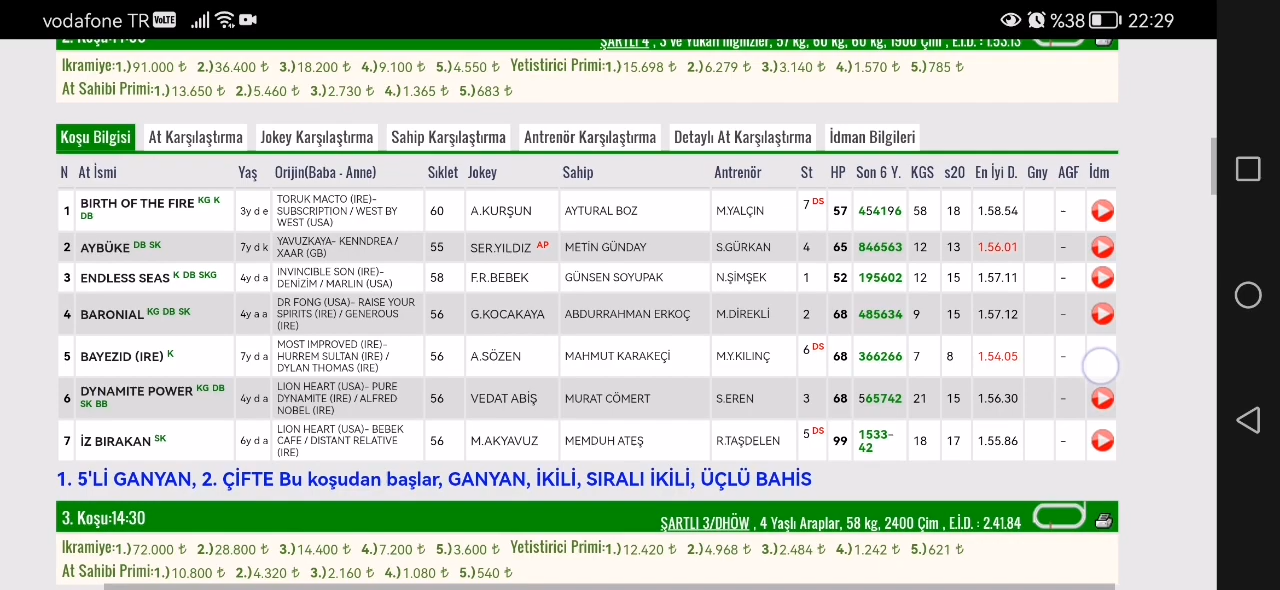 vodafone TR VoLTE %38 22:29
2. Koşu:14:00 ŞARTLI 4 , 3 ve Yukarı İngilizler, 57 kg, 60 kg, 60 kg, 1900 Çim , E.İ.D. : 1.53.13
Ikramiye:1.)91.000 ₺ 2.)36.400 ₺ 3.)18.200 ₺ 4.)9.100 ₺ 5.)4.550 ₺ Yetistirici Primi:1.)15.698 ₺ 2.)6.279 ₺ 3.)3.140 ₺ 4.)1.570 ₺ 5.)785 ₺
At Sahibi Primi:1.)13.650 ₺ 2.)5.460 ₺ 3.)2.730 ₺ 4.)1.365 ₺ 5.)683 ₺
Koşu Bilgisi At Karşılaştırma Jokey Karşılaştırma Sahip Karşılaştırma Antrenör Karşılaştırma Detaylı At Karşılaştırma İdman Bilgileri
N At İsmi Yaş Orijin(Baba - Anne) Sıklet Jokey Sahip Antrenör St HP Son 6 Y. KGS s20 En İyi D. Gny AGF İdm
1 BIRTH OF THE FIRE KG K DB 3y d e TORUK MACTO (IRE)- SUBSCRIPTION / WEST BY WEST (USA) 60 A.KURŞUN AYTURAL BOZ M.YALÇIN 7 DS 57 454196 58 18 1.58.54 -
2 AYBÜKE DB SK 7y d k YAVUZKAYA- KENNDREA / XAAR (GB) 55 SER.YILDIZ AP METİN GÜNDAY S.GÜRKAN 4 65 846563 12 13 1.56.01 -
3 ENDLESS SEAS K DB SKG 4y d a INVINCIBLE SON (IRE)- DENİZİM / MARLIN (USA) 58 F.R.BEBEK GÜNSEN SOYUPAK N.ŞİMŞEK 1 52 195602 12 15 1.57.11 -
4 BARONIAL KG DB SK 4y a a DR FONG (USA)- RAISE YOUR SPIRITS (IRE) / GENEROUS (IRE) 56 G.KOCAKAYA ABDURRAHMAN ERKOÇ M.DİREKLİ 2 68 485634 9 15 1.57.12 -
5 BAYEZID (IRE) K 7y d a MOST IMPROVED (IRE)- HURREM SULTAN (IRE) / DYLAN THOMAS (IRE) 56 A.SÖZEN MAHMUT KARAKEÇİ M.Y.KILINÇ 6 DS 68 366266 7 8 1.54.05 -
6 DYNAMITE POWER KG DB SK BB 4y d a LION HEART (USA)- PURE DYNAMITE (IRE) / ALFRED NOBEL (IRE) 56 VEDAT ABİŞ MURAT CÖMERT S.EREN 3 68 565742 21 15 1.56.30 -
7 İZ BIRAKAN SK 6y d a LION HEART (USA)- BEBEK CAFE / DISTANT RELATIVE (IRE) 56 M.AKYAVUZ MEMDUH ATEŞ R.TAŞDELEN 5 DS 99 1533-42 18 17 1.55.86 -
1. 5'Lİ GANYAN, 2. ÇİFTE Bu koşudan başlar, GANYAN, İKİLİ, SIRALI İKİLİ, ÜÇLÜ BAHİS
3. Koşu:14:30 ŞARTLI 3/DHÖW , 4 Yaşlı Araplar, 58 kg, 2400 Çim , E.İ.D. : 2.41.84
Ikramiye:1.)72.000 ₺ 2.)28.800 ₺ 3.)14.400 ₺ 4.)7.200 ₺ 5.)3.600 ₺ Yetistirici Primi:1.)12.420 ₺ 2.)4.968 ₺ 3.)2.484 ₺ 4.)1.242 ₺ 5.)621 ₺
At Sahibi Primi:1.)10.800 ₺ 2.)4.320 ₺ 3.)2.160 ₺ 4.)1.080 ₺ 5.)540 ₺